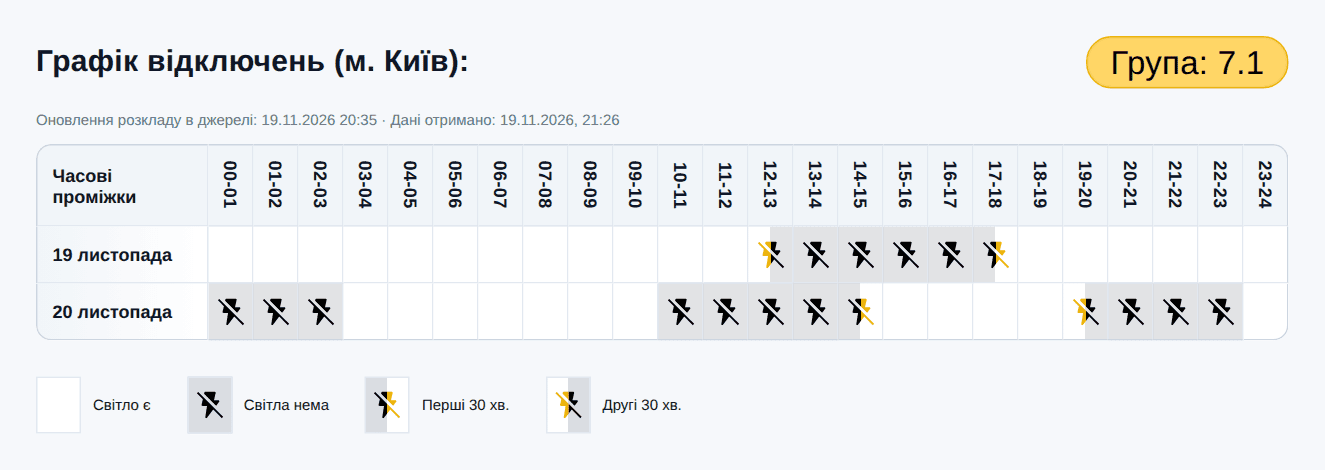 Графік відключень (м. Київ):
Група: 7.1
Оновлення розкладу в джерелі: 19.11.2026 20:35 · Дані отримано: 19.11.2026, 21:26
Часові
проміжки
00-01 01-02 02-03 03-04 04-05 05-06 06-07 07-08 08-09 09-10 10-11 11-12 12-13 13-14 14-15 15-16 16-17 17-18 18-19 19-20 20-21 21-22 22-23 23-24
19 листопада
20 листопада
Світло є
Світла нема
Перші 30 хв.
Другі 30 хв.